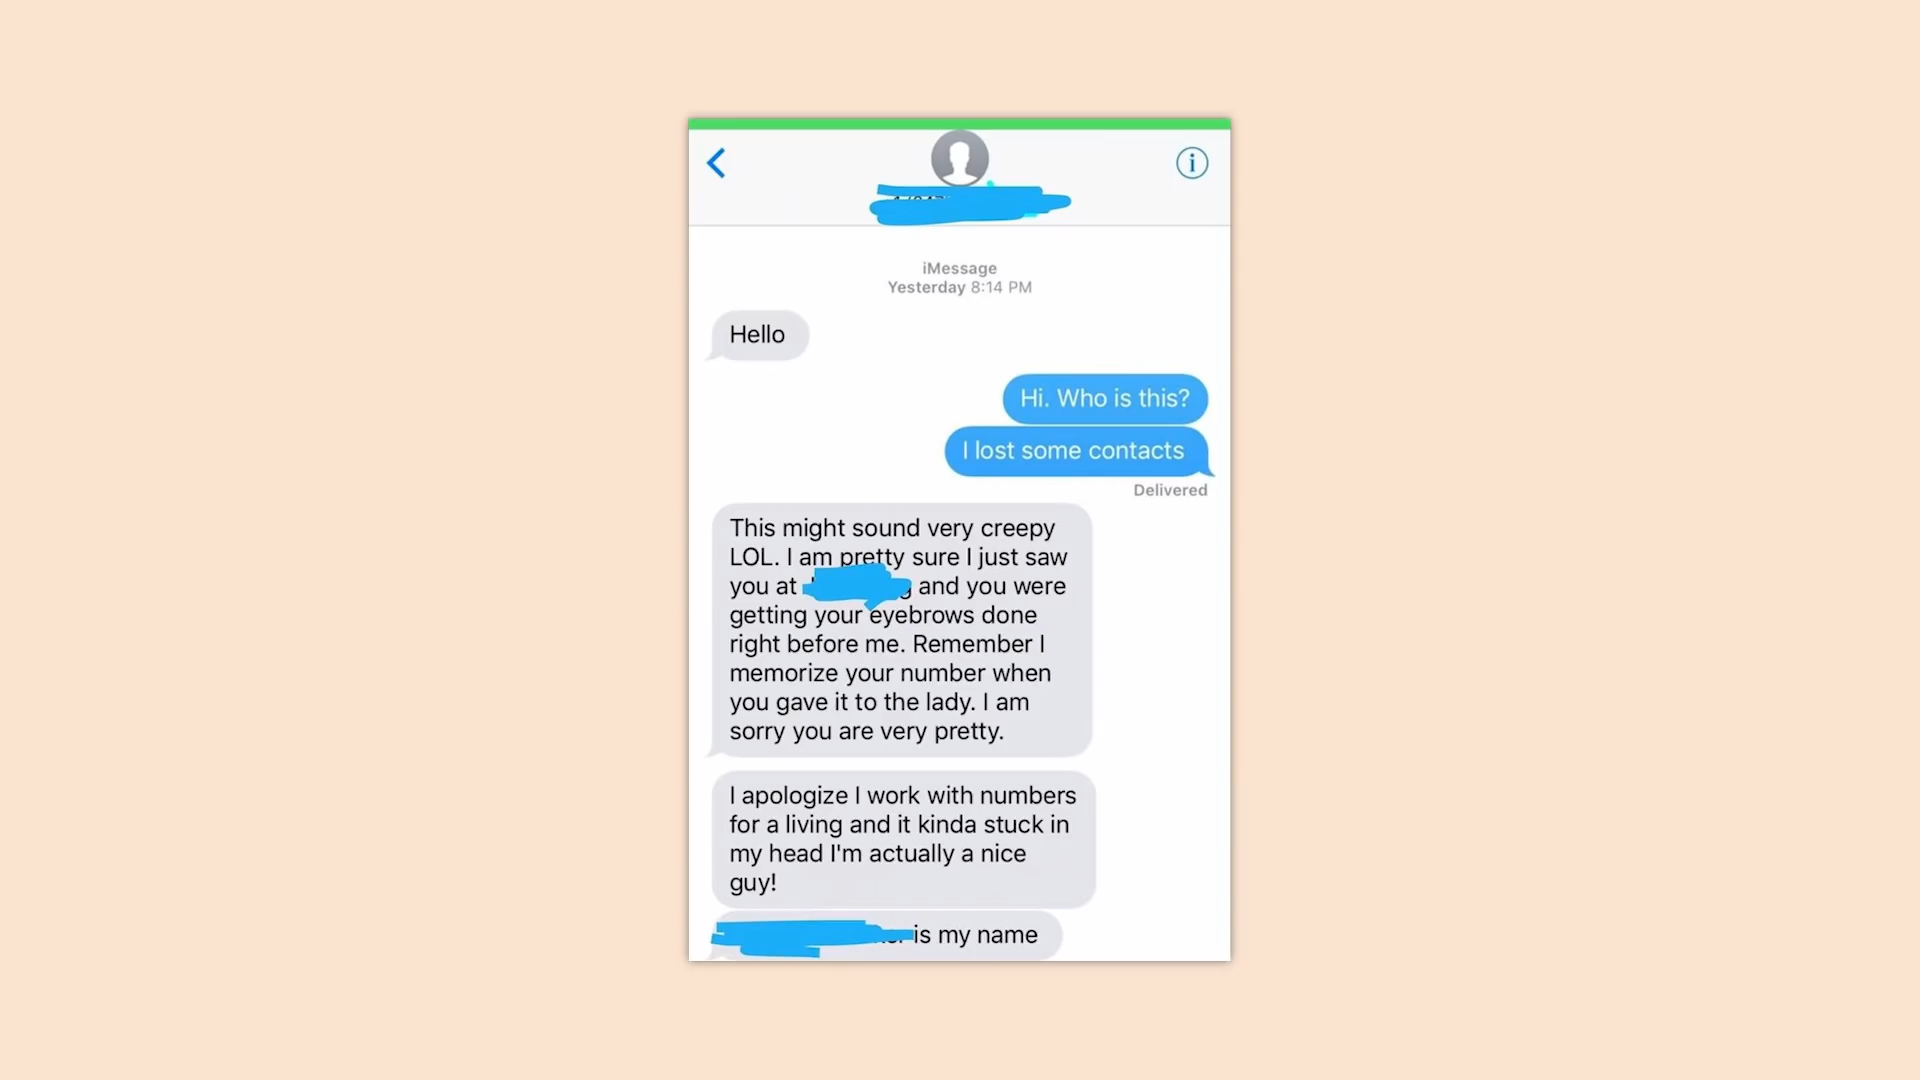 iMessage
Yesterday 8:14 PM
Hello
Hi. Who is this?
I lost some contacts
Delivered
This might sound very creepy
LOL. I am pretty sure I just saw
you at and you were
getting your eyebrows done
right before me. Remember I
memorize your number when
you gave it to the lady. I am
sorry you are very pretty.
I apologize I work with numbers
for a living and it kinda stuck in
my head I'm actually a nice
guy!
is my name